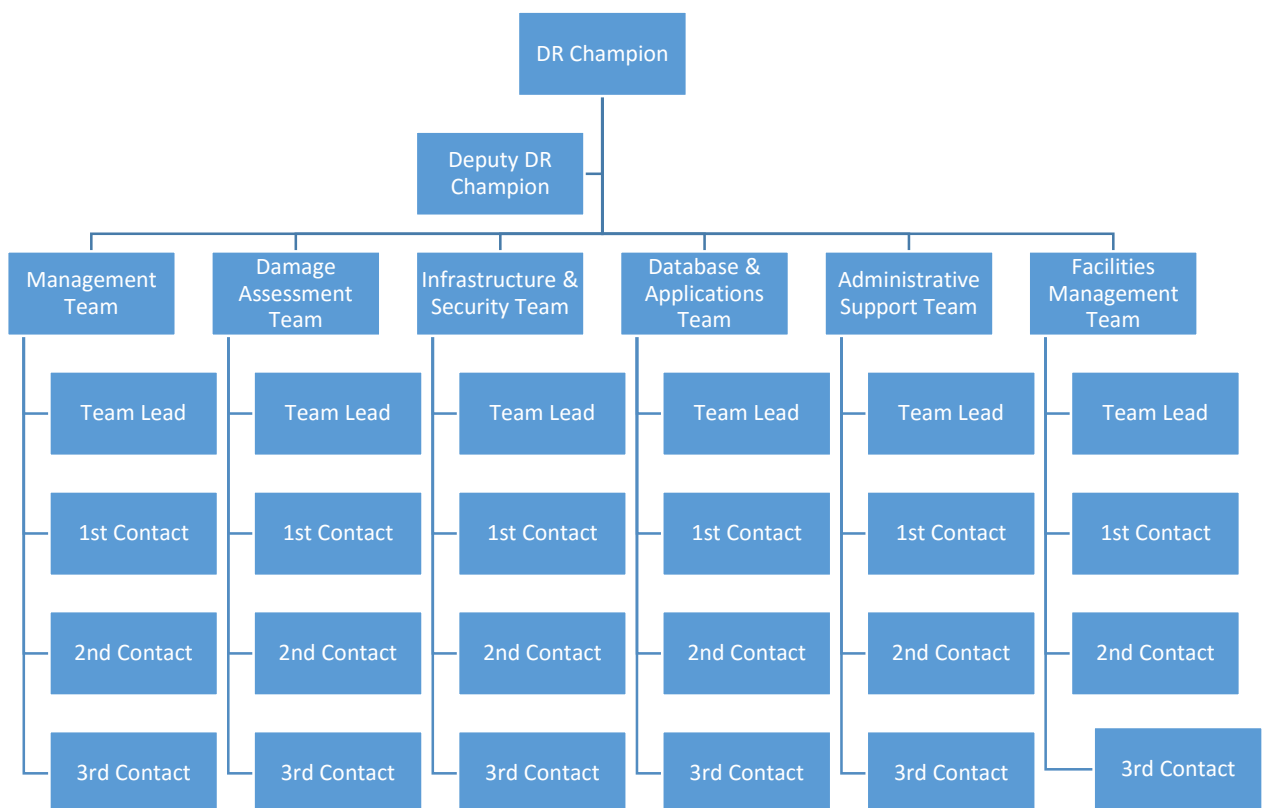 DR Champion
Deputy DR
Champion
Management
Team
Damage
Assessment
Team
Infrastructure &
Security Team
Database &
Applications
Team
Administrative
Support Team
Facilities
Management
Team
Team Lead
Team Lead
Team Lead
Team Lead
Team Lead
Team Lead
1st Contact
1st Contact
1st Contact
1st Contact
1st Contact
1st Contact
2nd Contact
2nd Contact
2nd Contact
2nd Contact
2nd Contact
2nd Contact
3rd Contact
3rd Contact
3rd Contact
3rd Contact
3rd Contact
3rd Contact